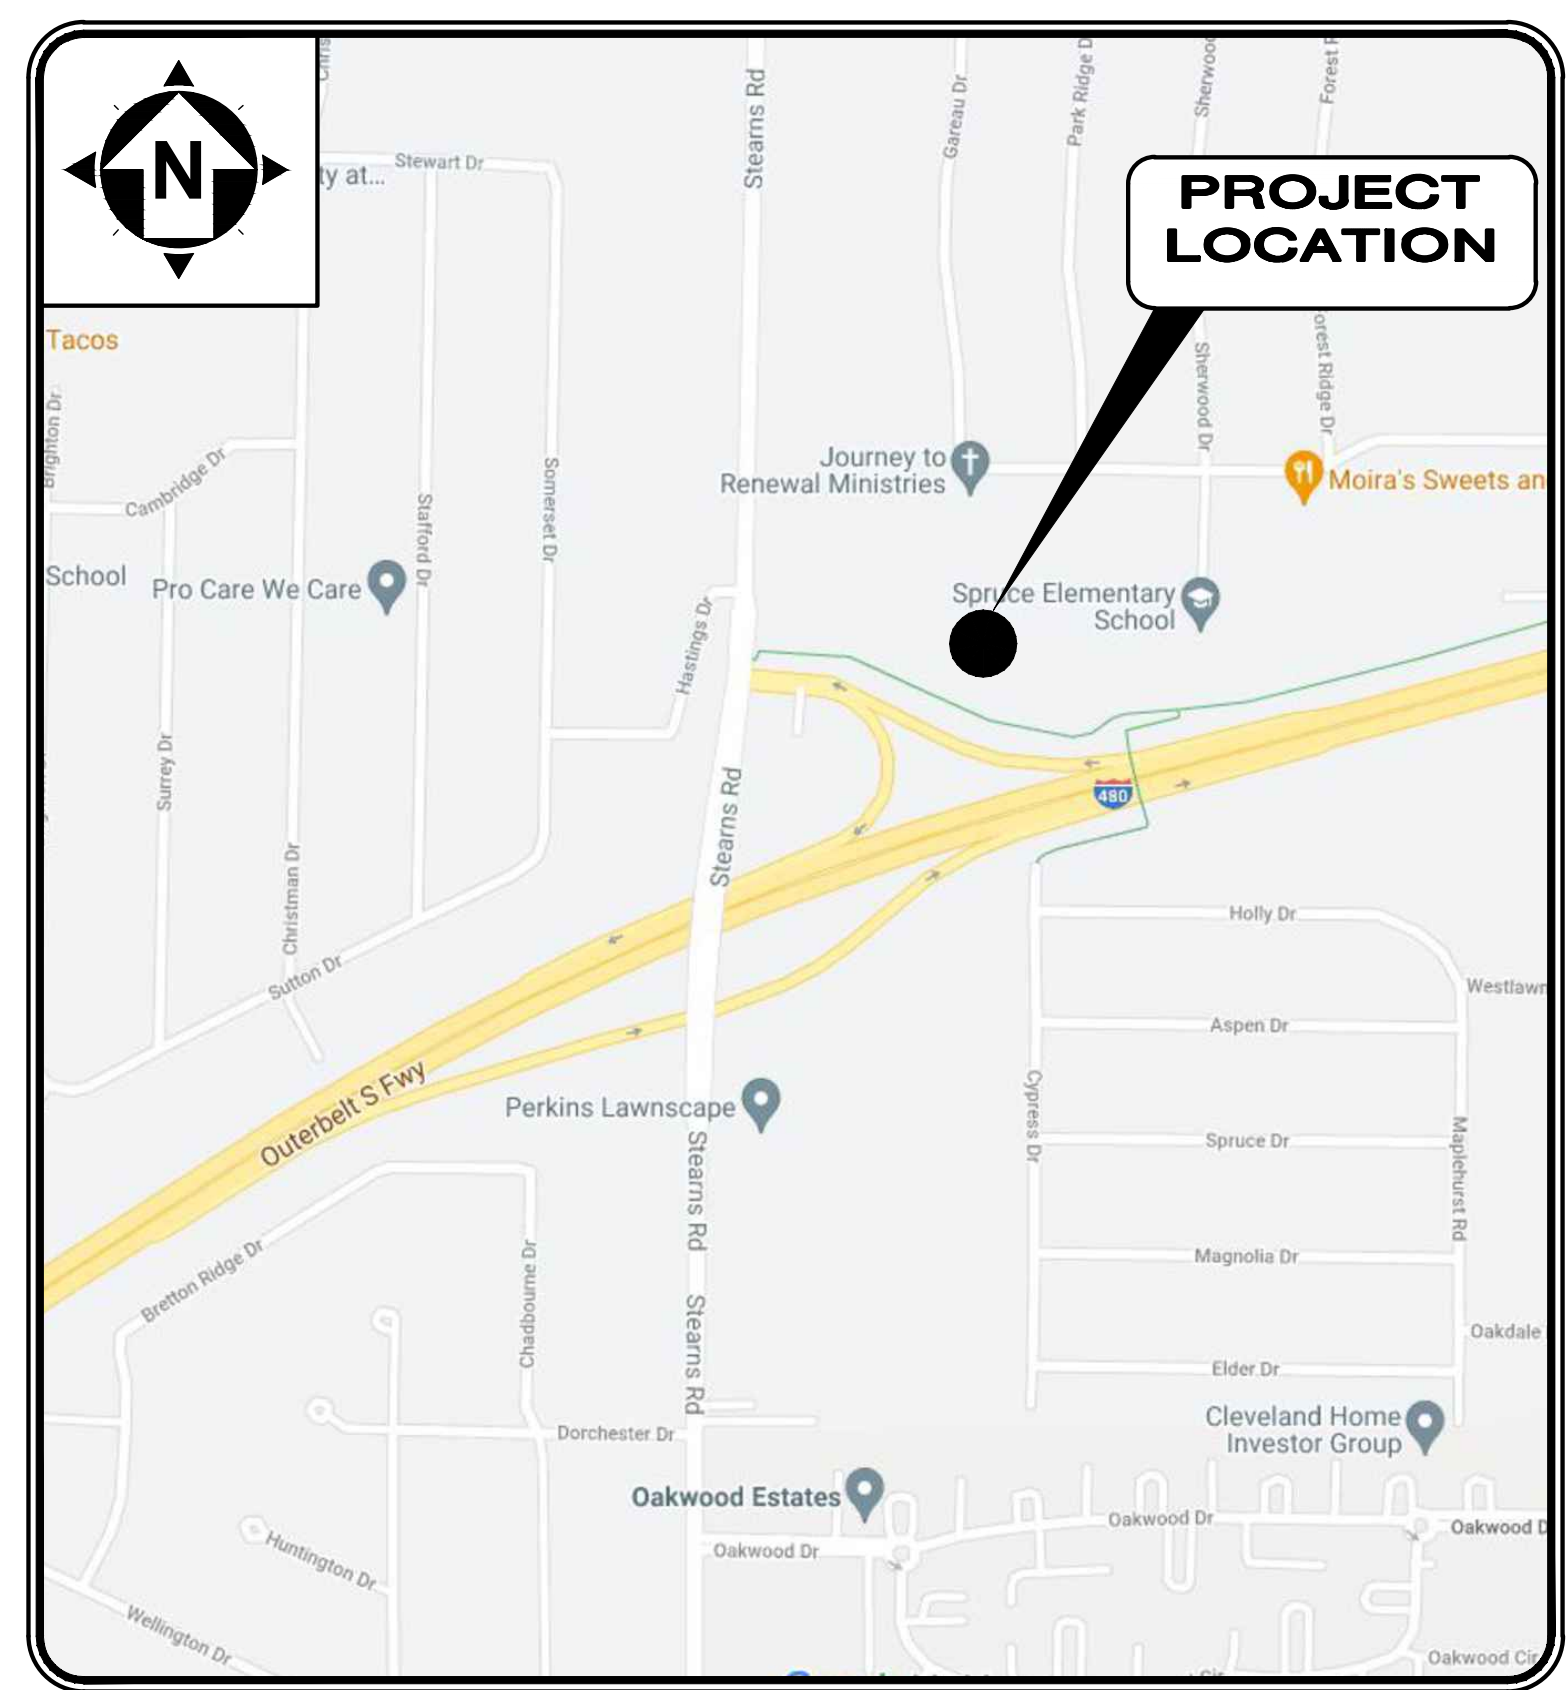 N
Chris
Stearns Rd
Gareau Dr
Park Ridge D
Sherwood
Forest R
Stewart Dr
ty at...
PROJECT
LOCATION
Tacos
Brighton Dr
Cambridge Dr
Stafford Dr
Somerset Dr
Sherwood Dr
orest Ridge Dr
Journey to
Renewal Ministries
Moira's Sweets an
School
Pro Care We Care
Hastings Dr
Spruce Elementary
School
Surrey Dr
Christman Dr
Stearns Rd
480
Sutton Dr
Holly Dr
Westlawn
Aspen Dr
Outerbelt S Fwy
Perkins Lawnscape
Cypress Dr
Spruce Dr
Maplehurst Rd
Stearns Rd
Bretton Ridge Dr
Chadbourne Dr
Magnolia Dr
Stearns Rd
Oakdale
Elder Dr
Dorchester Dr
Cleveland Home
Investor Group
Oakwood Estates
Oakwood Dr
Oakwood D
Oakwood Dr
Huntington Dr
Wellington Dr
Oakwood Cir
Cir